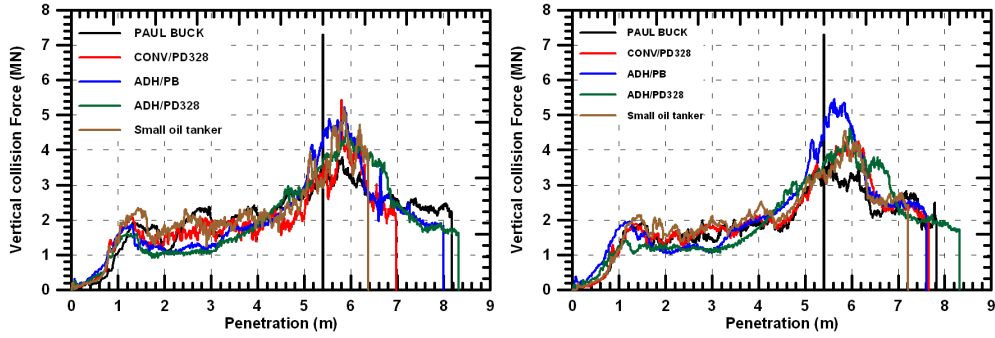 Vertical collision Force (MN)
8
7
6
5
4
3
2
1
0
PAUL BUCK
CONV/PD328
ADH/PB
ADH/PD328
Small oil tanker
0 1 2 3 4 5 6 7 8 9
Penetration (m)
Vertical collision Force (MN)
8
7
6
5
4
3
2
1
0
PAUL BUCK
CONV/PD328
ADH/PB
ADH/PD328
Small oil tanker
0 1 2 3 4 5 6 7 8 9
Penetration (m)